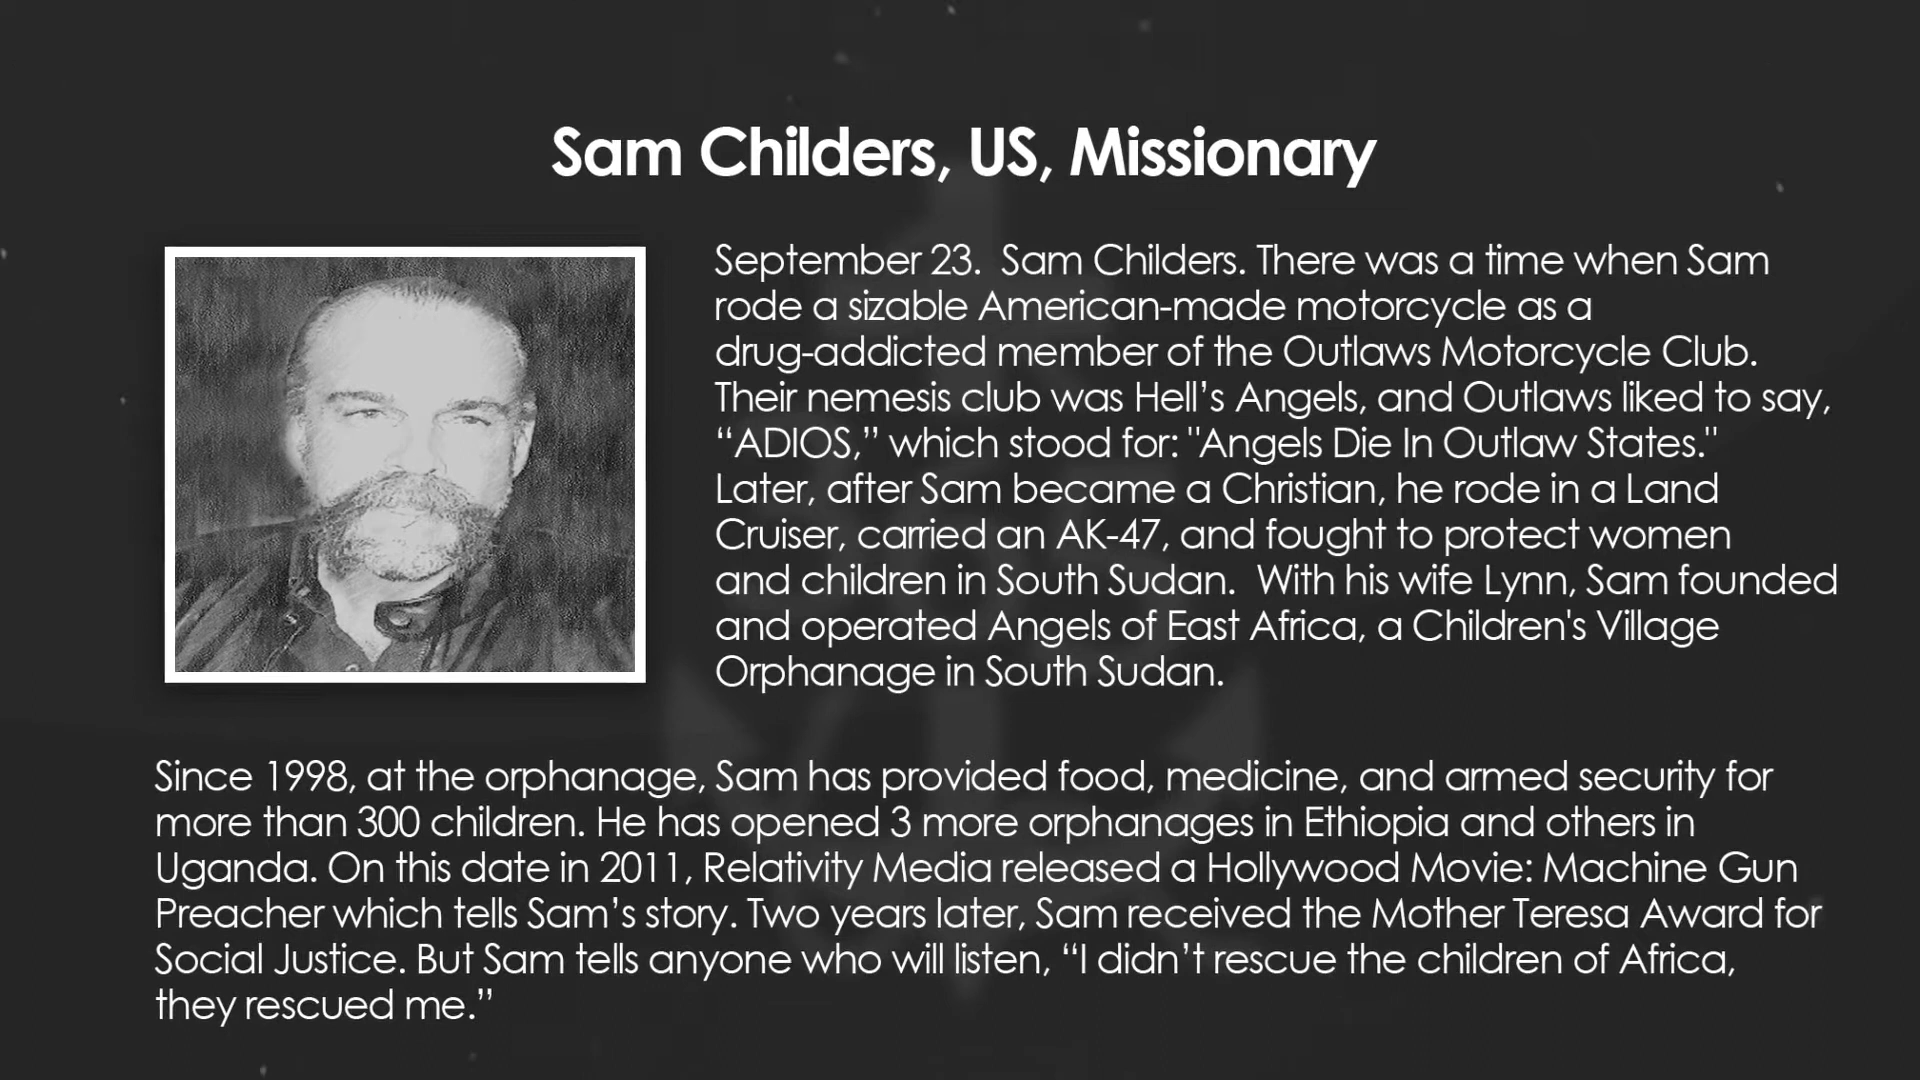 Sam Childers, US, Missionary
September 23.  Sam Childers. There was a time when Sam
rode a sizable American-made motorcycle as a
drug-addicted member of the Outlaws Motorcycle Club.
Their nemesis club was Hell’s Angels, and Outlaws liked to say,
“ADIOS,” which stood for: "Angels Die In Outlaw States."
Later, after Sam became a Christian, he rode in a Land
Cruiser, carried an AK-47, and fought to protect women
and children in South Sudan.  With his wife Lynn, Sam founded
and operated Angels of East Africa, a Children's Village
Orphanage in South Sudan.
Since 1998, at the orphanage, Sam has provided food, medicine, and armed security for
more than 300 children. He has opened 3 more orphanages in Ethiopia and others in
Uganda. On this date in 2011, Relativity Media released a Hollywood Movie: Machine Gun
Preacher which tells Sam’s story. Two years later, Sam received the Mother Teresa Award for
Social Justice. But Sam tells anyone who will listen, “I didn’t rescue the children of Africa,
they rescued me.”